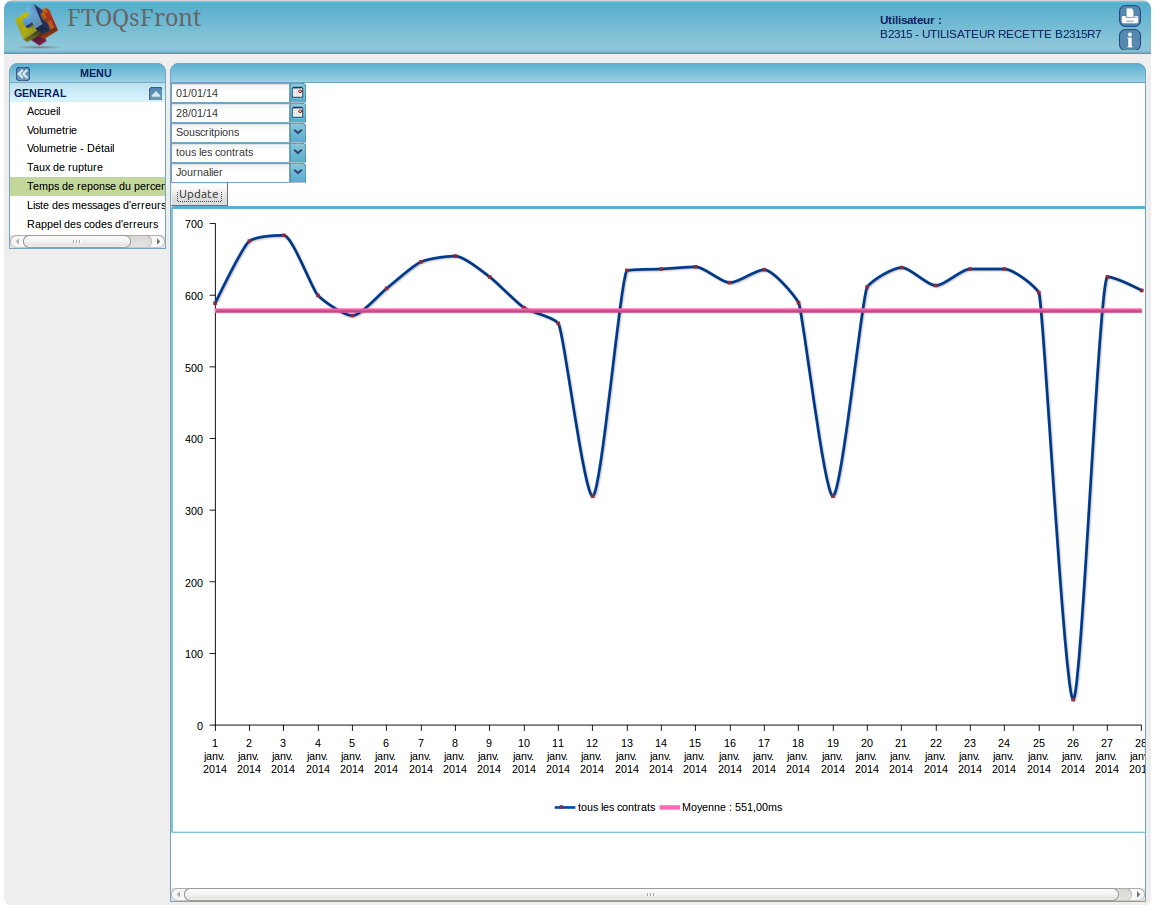 FTOQsFront
Utilisateur :
B2315 - UTILISATEUR RECETTE B2315R7
MENU
GENERAL
Accueil
Volumetrie
Volumetrie - Détail
Taux de rupture
Temps de reponse du percen
Liste des messages d'erreurs
Rappel des codes d'erreurs
01/01/14
28/01/14
Souscritpions
tous les contrats
Journalier
Update
700
600
500
400
300
200
100
0
1 janv. 2014
2 janv. 2014
3 janv. 2014
4 janv. 2014
5 janv. 2014
6 janv. 2014
7 janv. 2014
8 janv. 2014
9 janv. 2014
10 janv. 2014
11 janv. 2014
12 janv. 2014
13 janv. 2014
14 janv. 2014
15 janv. 2014
16 janv. 2014
17 janv. 2014
18 janv. 2014
19 janv. 2014
20 janv. 2014
21 janv. 2014
22 janv. 2014
23 janv. 2014
24 janv. 2014
25 janv. 2014
26 janv. 2014
27 janv. 2014
28 jan 201
tous les contrats Moyenne : 551,00ms